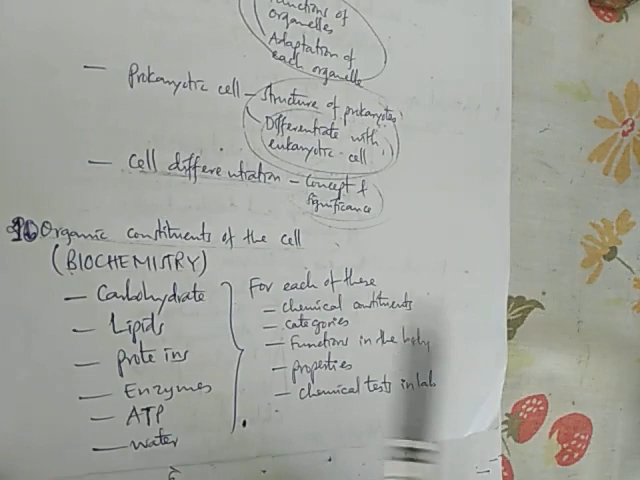 Functions of
organelles
Adaptation of
each organelle
— Prokaryotic cell – structure of prokaryotes
Differentiate with
eukaryotic cell
— Cell differentiation – Concept &
significance
Organic constituents of the cell
(BIOCHEMISTRY)
— Carbohydrate
— Lipids
— proteins
— Enzymes
— ATP
— water
For each of these
— chemical constituents
— categories
— Functions in the body
— properties
— chemical tests in lab